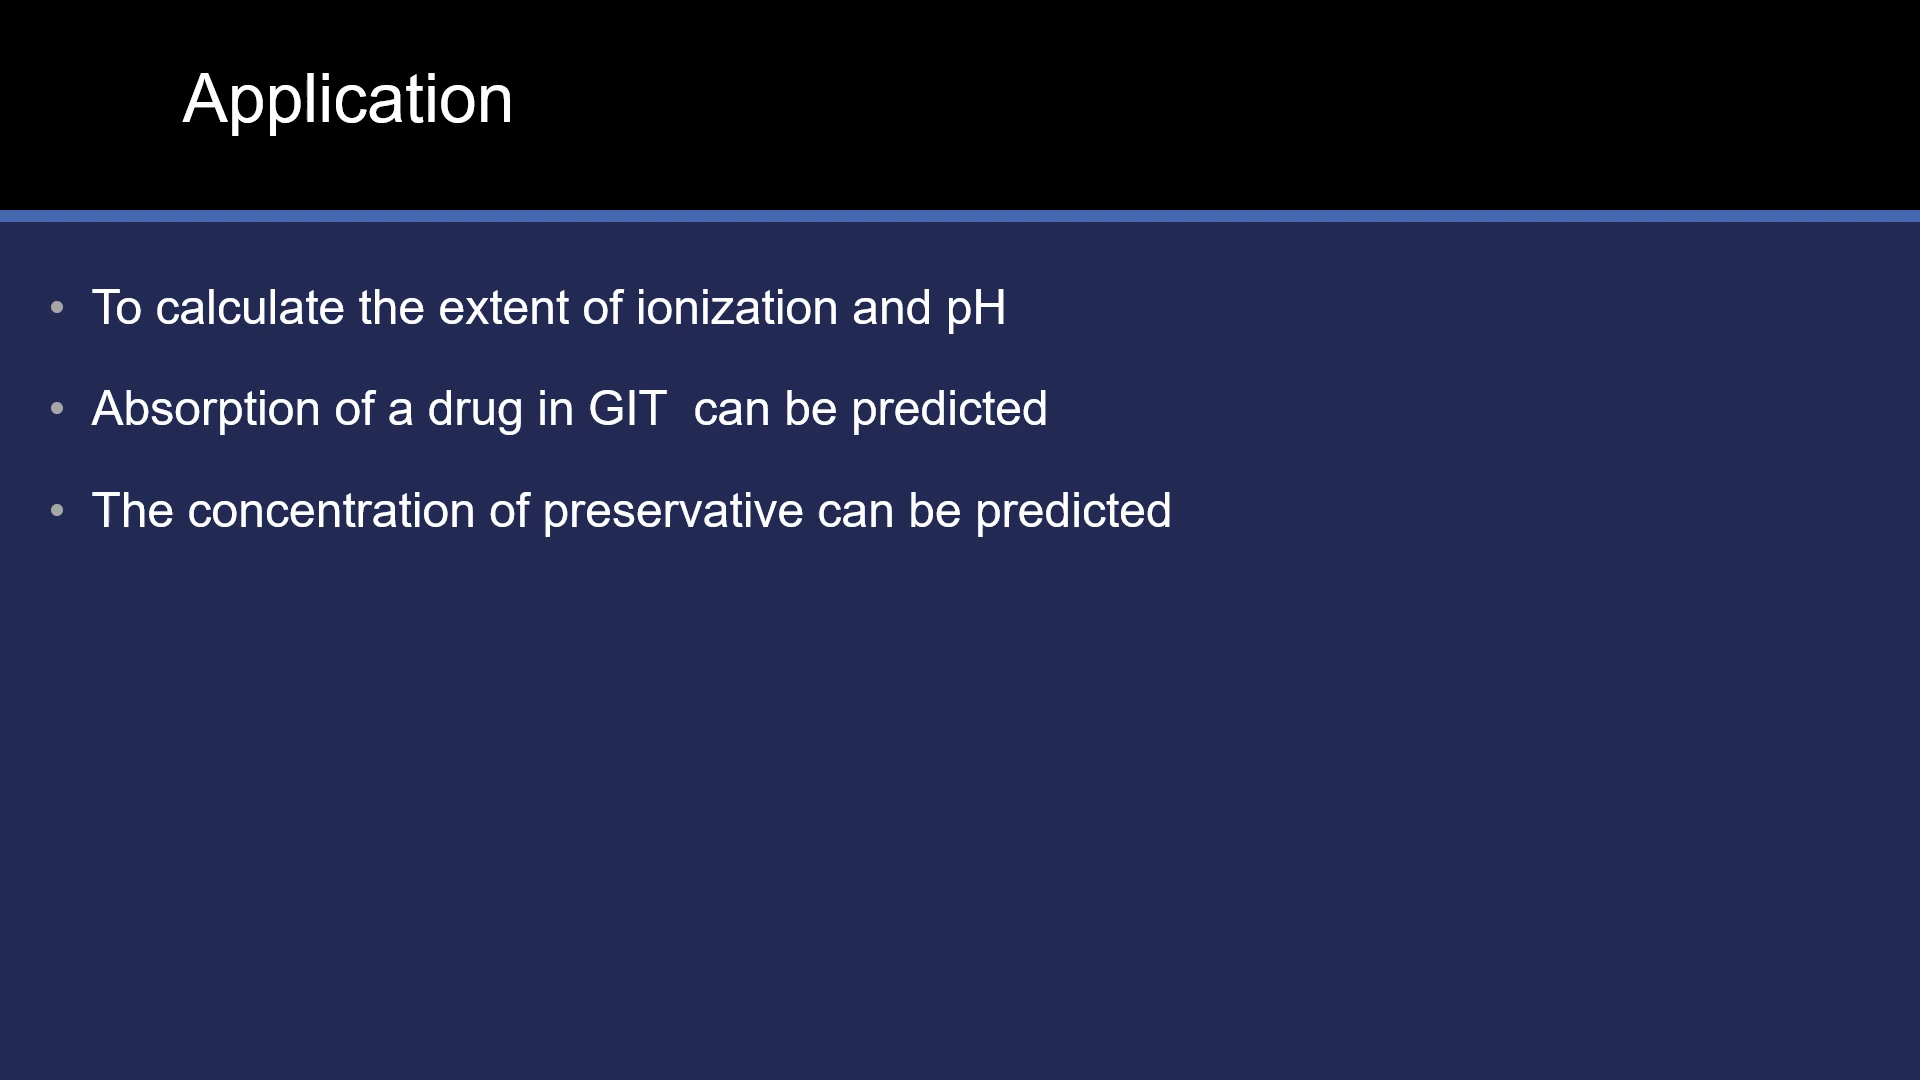 Application
• To calculate the extent of ionization and pH
• Absorption of a drug in GIT  can be predicted
• The concentration of preservative can be predicted